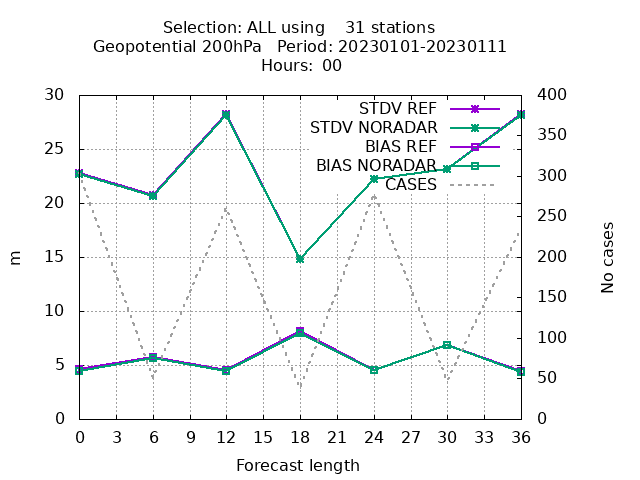 Selection: ALL using    31 stations
Geopotential 200hPa   Period: 20230101-20230111
Hours: 00
30 400
STDV REF
STDV NORADAR
BIAS REF
BIAS NORADAR
CASES
350
25
300
20
250
m
No cases
15 200
150
10
100
5
50
0 0
0 3 6 9 12 15 18 21 24 27 30 33 36
Forecast length